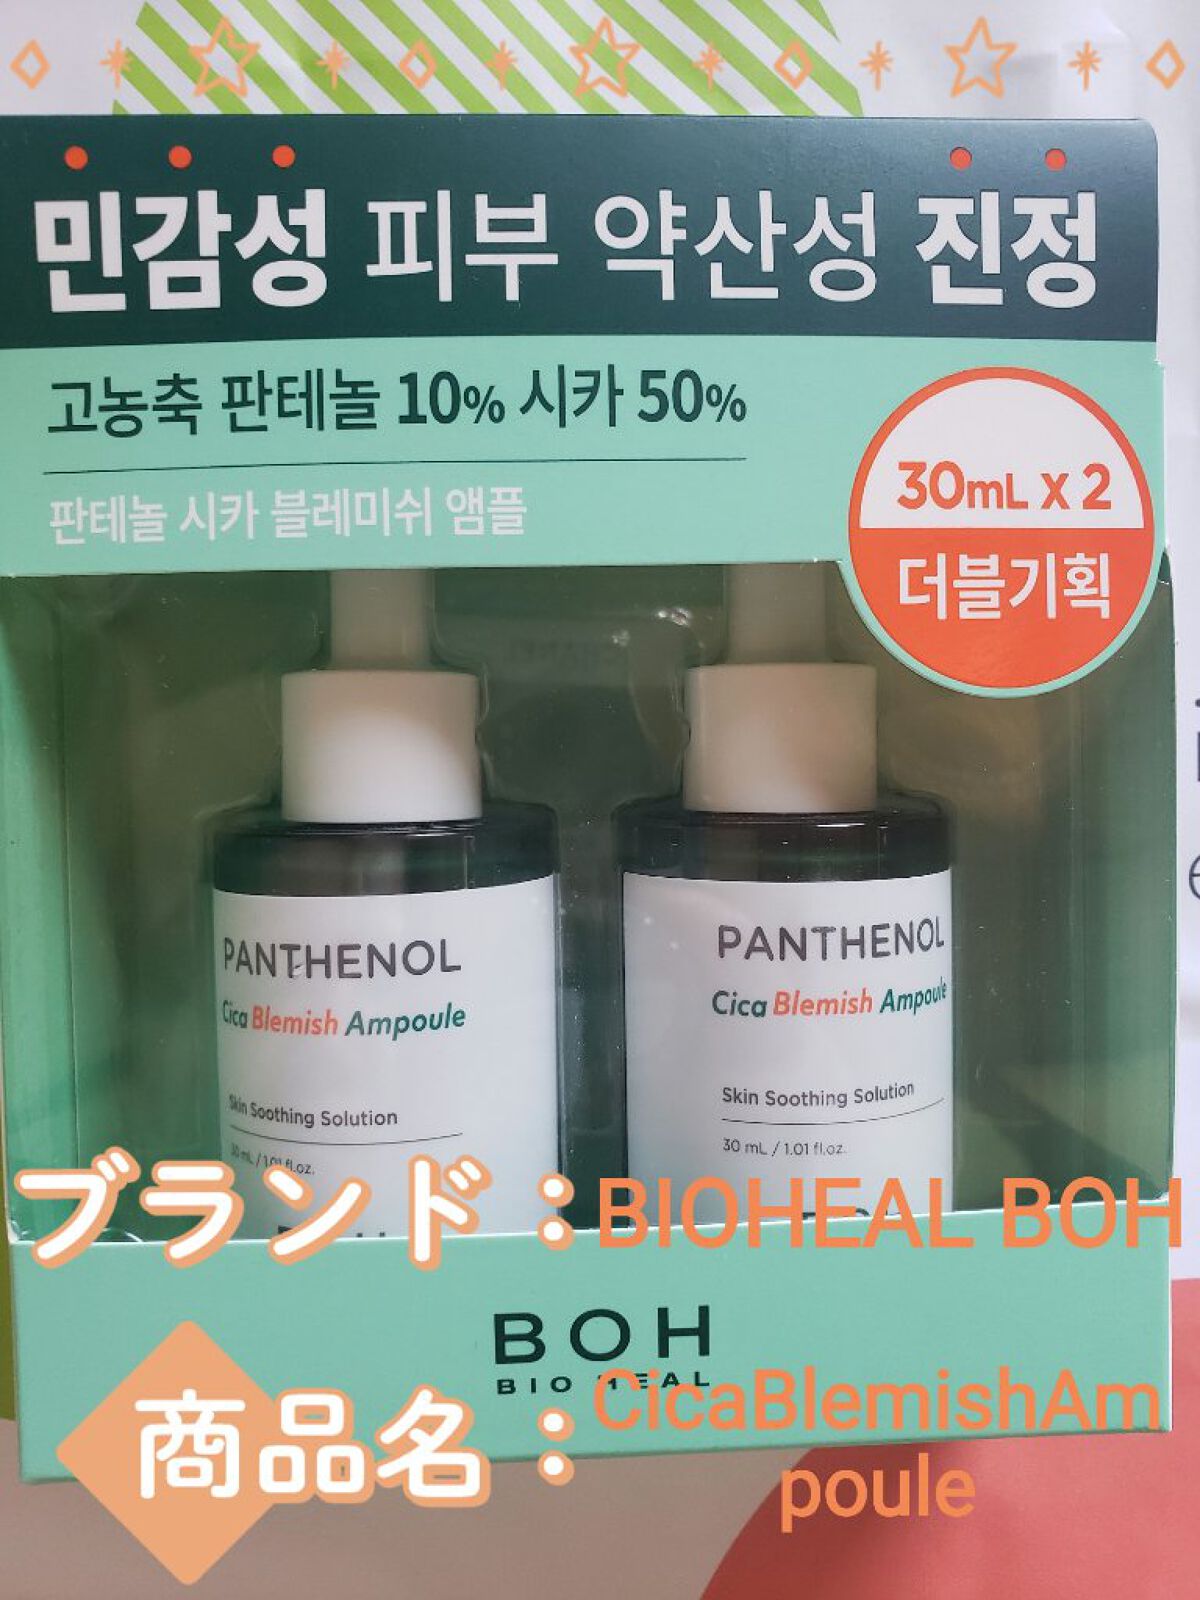 민감성 피부 약산성 진정
고농축 판테놀 10% 시카 50%
판테놀 시카 블레미쉬 앰플
30mL X 2
더블기획
PANTHENOL
Cica Blemish Ampoule
Skin Soothing Solution
30 mL / 1.01 fl.oz.
PANTHENOL
Cica Blemish Ampoule
Skin Soothing Solution
30 mL / 1.01 fl.oz.
ブランド：BIOHEAL BOH
BOH
BIO HEAL
商品名：CicaBlemishAm
poule